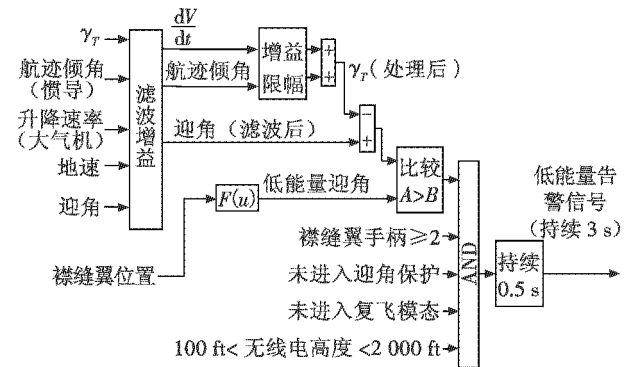 γT
航迹倾角
(惯导)
升降速率
(大气机)
地速
迎角
滤波增益
dV
dt
航迹倾角
迎角（滤波后）
增益
限幅
+
+
γT（处理后）
−
+
F(u)
低能量迎角
比较
A>B
襟缝翼位置
襟缝翼手柄≥2
未进入迎角保护
未进入复飞模态
100 ft< 无线电高度 <2 000 ft
AND
持续
0.5 s
低能量告
警信号
(持续 3 s)